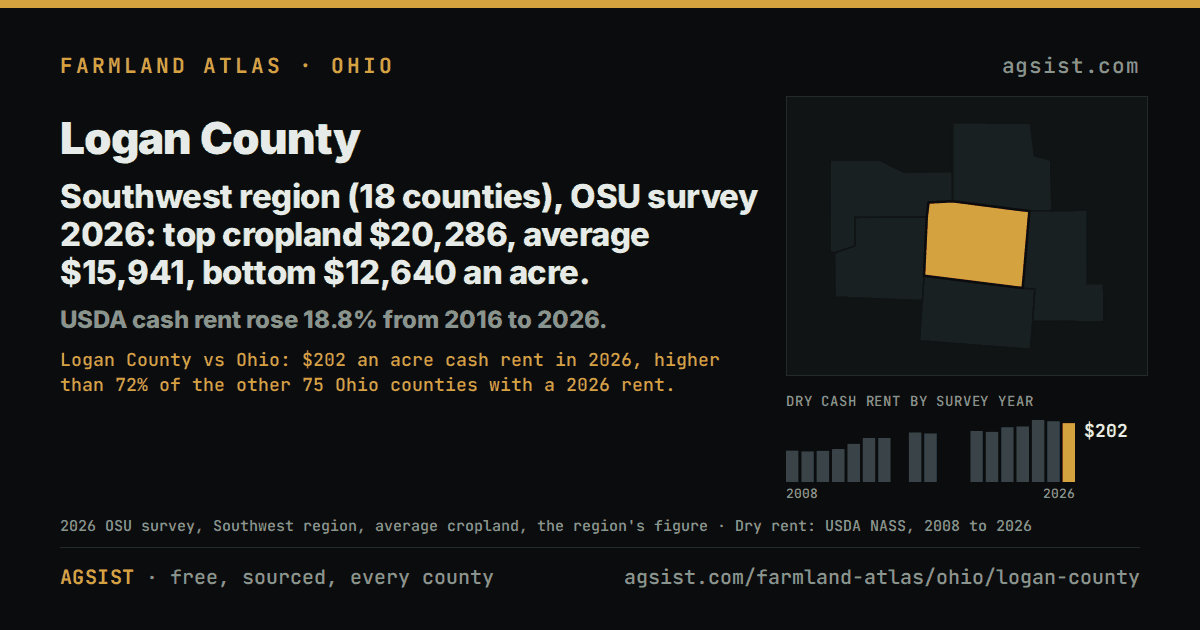 FARMLAND ATLAS · OHIO
agsist.com
Logan County
Southwest region (18 counties), OSU survey
2026: top cropland $20,286, average
$15,941, bottom $12,640 an acre.
USDA cash rent rose 18.8% from 2016 to 2026.
Logan County vs Ohio: $202 an acre cash rent in 2026, higher
than 72% of the other 75 Ohio counties with a 2026 rent.
DRY CASH RENT BY SURVEY YEAR
$202
2008
2026
2026 OSU survey, Southwest region, average cropland, the region's figure · Dry rent: USDA NASS, 2008 to 2026
AGSIST · free, sourced, every county
agsist.com/farmland-atlas/ohio/logan-county